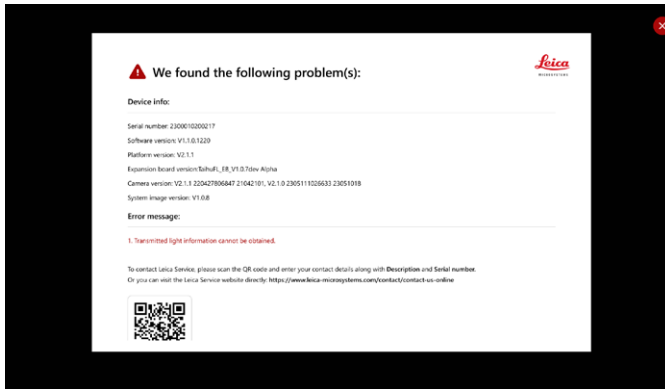 We found the following problem(s):
Leica
MICROSYSTEMS
Device info:
Serial number: 2300010200217
Software version: V1.1.0.1220
Platform version: V2.1.1
Expansion board version:TaihuFL_EB_V1.0.7dev Alpha
Camera version: V2.1.1 220427806847 21042101, V2.1.0 2305111026633 23051018
System image version: V1.0.8
Error message:
1. Transmitted light information cannot be obtained.
To contact Leica Service, please scan the QR code and enter your contact details along with Description and Serial number.
Or you can visit the Leica Service website directly: https://www.leica-microsystems.com/contact/contact-us-online